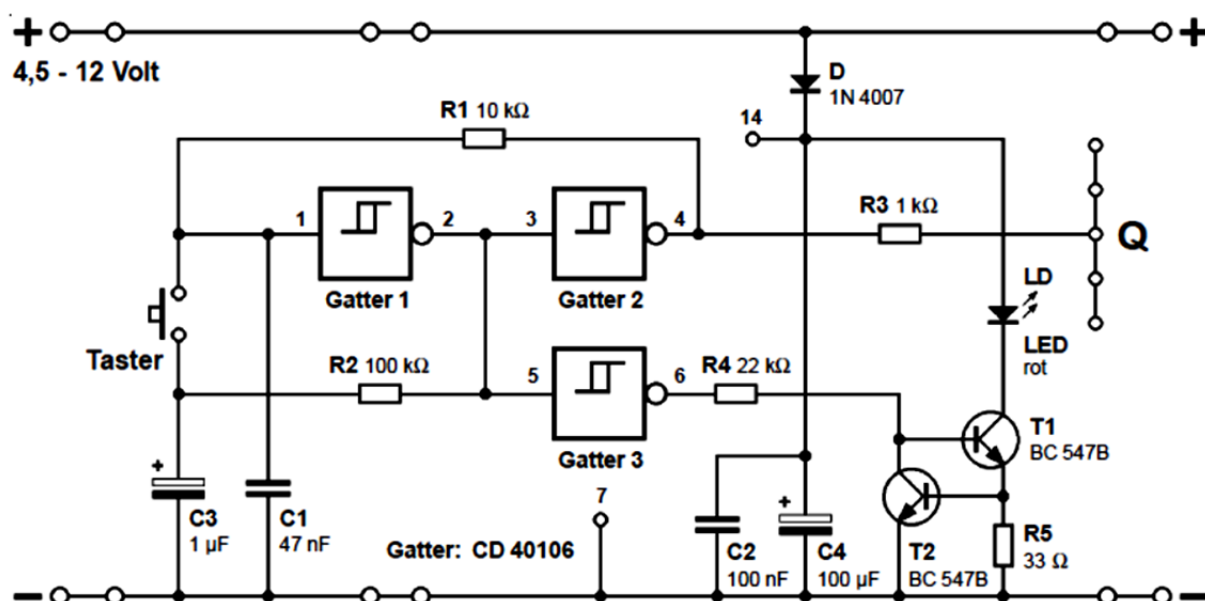 + +
4,5 - 12 Volt
D
1N 4007
R1 10 kΩ
14
1 2 3 4
R3 1 kΩ
Q
Gatter 1
Gatter 2
LD
LED
rot
Taster
R2 100 kΩ
5 6
R4 22 kΩ
T1
BC 547B
Gatter 3
+
C3
1 µF
C1
47 nF
7
Gatter: CD 40106
C2
100 nF
+
C4
100 µF
T2
BC 547B
R5
33 Ω
− −